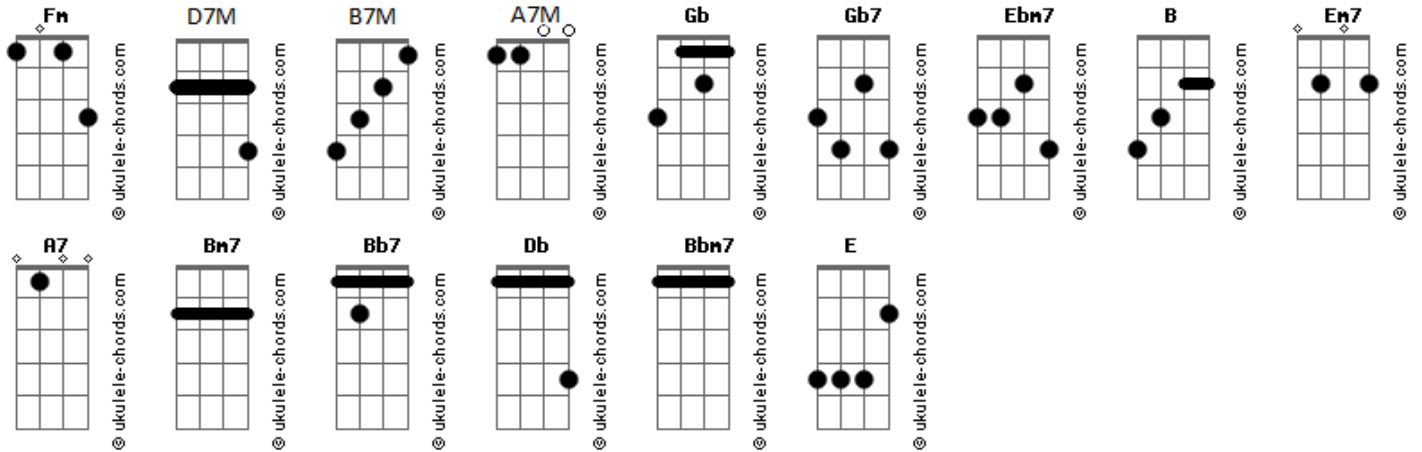 Fm D7M B7M A7M Gb Gb7 Ebm7 B Em7
© ukulele-chords.com © ukulele-chords.com © ukulele-chords.com © ukulele-chords.com © ukulele-chords.com © ukulele-chords.com © ukulele-chords.com © ukulele-chords.com © ukulele-chords.com
A7 Bm7 Bb7 Db Bbm7 E
© ukulele-chords.com © ukulele-chords.com © ukulele-chords.com © ukulele-chords.com © ukulele-chords.com © ukulele-chords.com